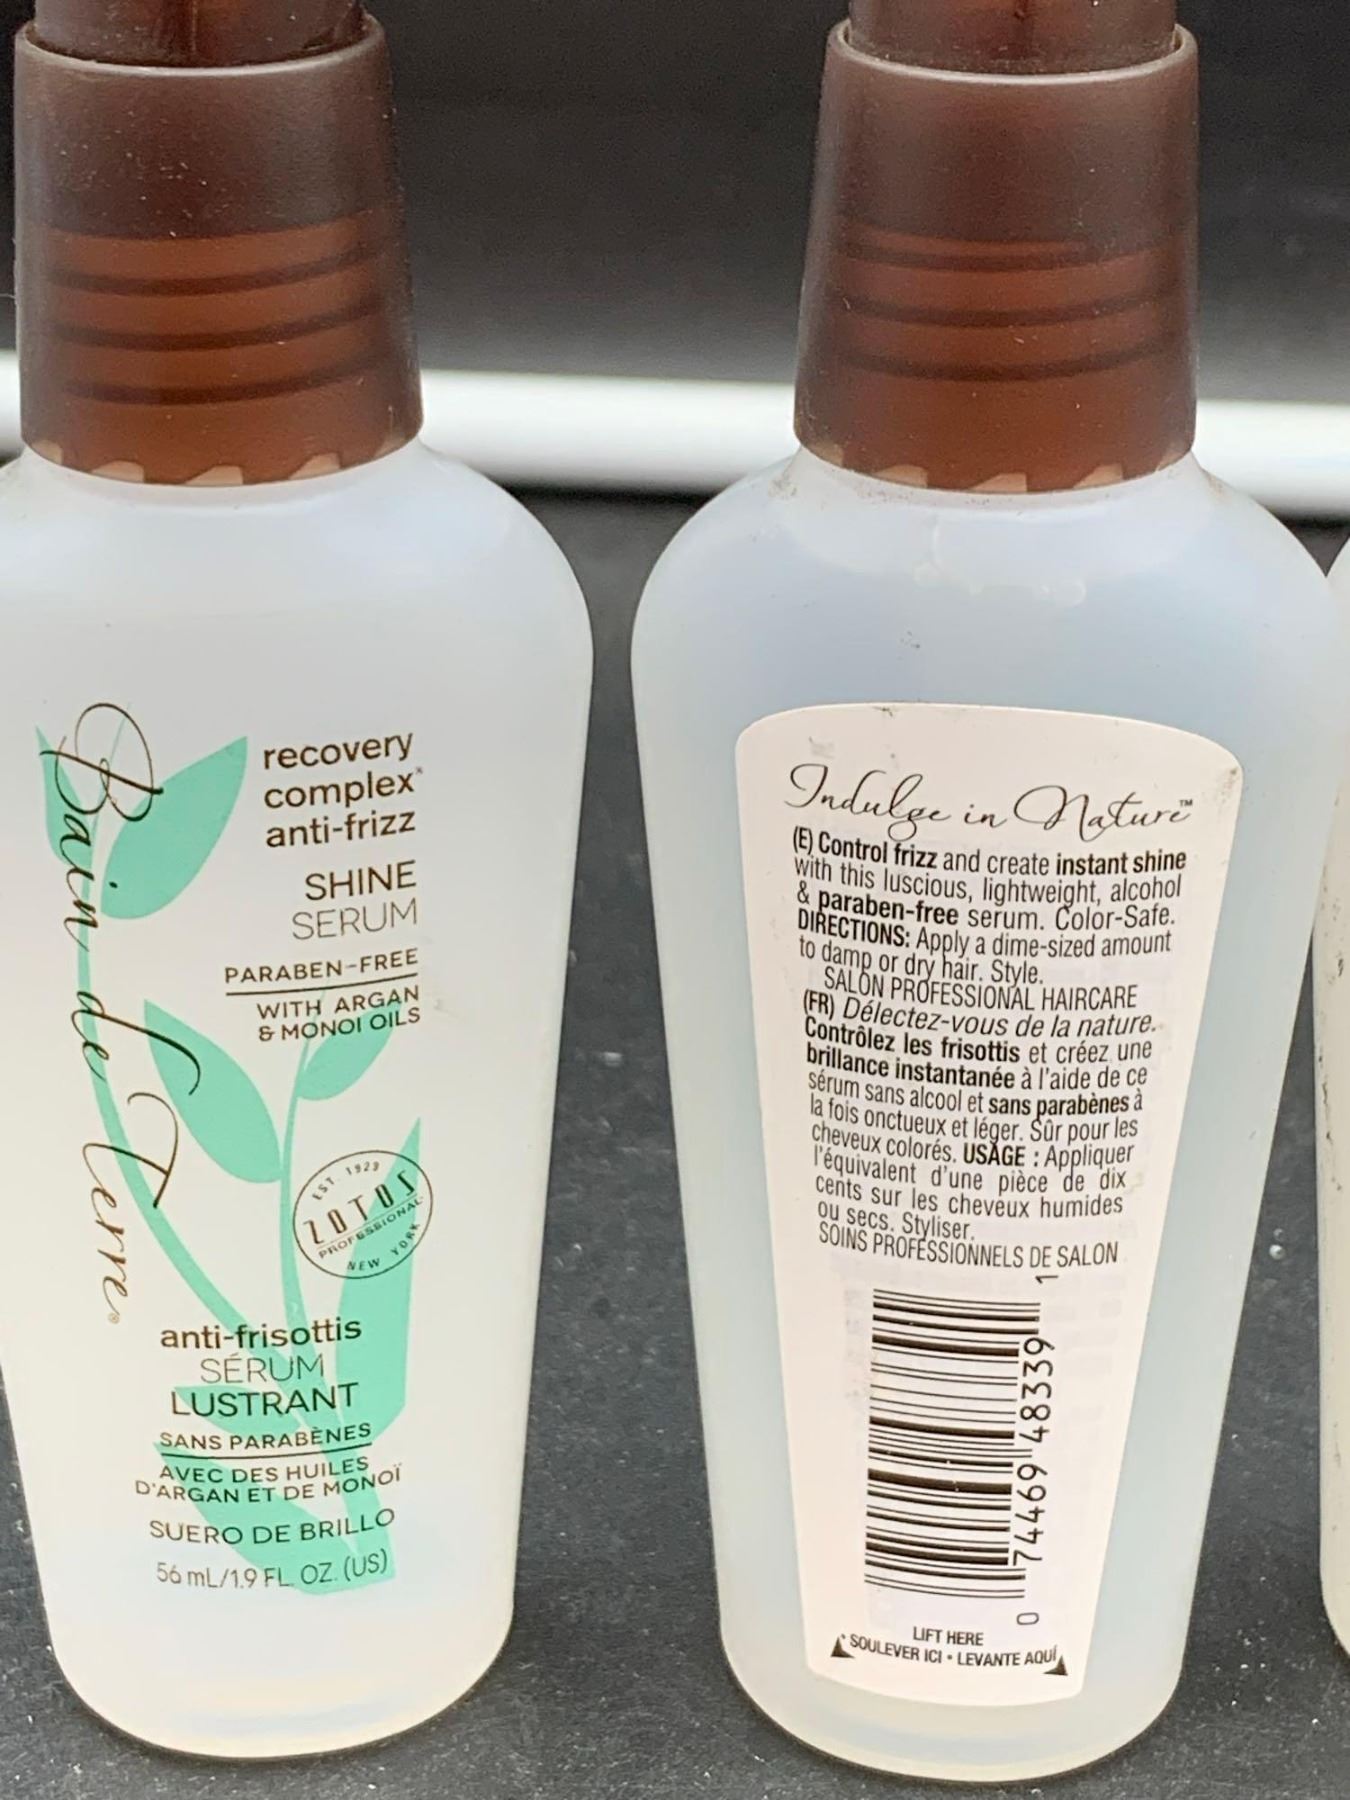 Bain de Terre®
recovery
complex*
anti-frizz
SHINE
SERUM
PARABEN-FREE
WITH ARGAN
& MONOI OILS
EST. 1929
ZOTOS
PROFESSIONAL
NEW YORK
anti-frisottis
SÉRUM
LUSTRANT
SANS PARABÈNES
AVEC DES HUILES
D'ARGAN ET DE MONOÏ
SUERO DE BRILLO
56 mL/1.9 FL. OZ. (US)
Indulge in Nature™
(E) Control frizz and create instant shine
with this luscious, lightweight, alcohol
& paraben-free serum. Color-Safe.
DIRECTIONS: Apply a dime-sized amount
to damp or dry hair. Style.
SALON PROFESSIONAL HAIRCARE
(FR) Délectez-vous de la nature.
Contrôlez les frisottis et créez une
brillance instantanée à l'aide de ce
sérum sans alcool et sans parabènes à
la fois onctueux et léger. Sûr pour les
cheveux colorés. USAGE : Appliquer
l'équivalent d'une pièce de dix
cents sur les cheveux humides
ou secs. Styliser.
SOINS PROFESSIONNELS DE SALON
0 74469 48339 1
LIFT HERE
SOULEVER ICI • LEVANTE AQUÍ